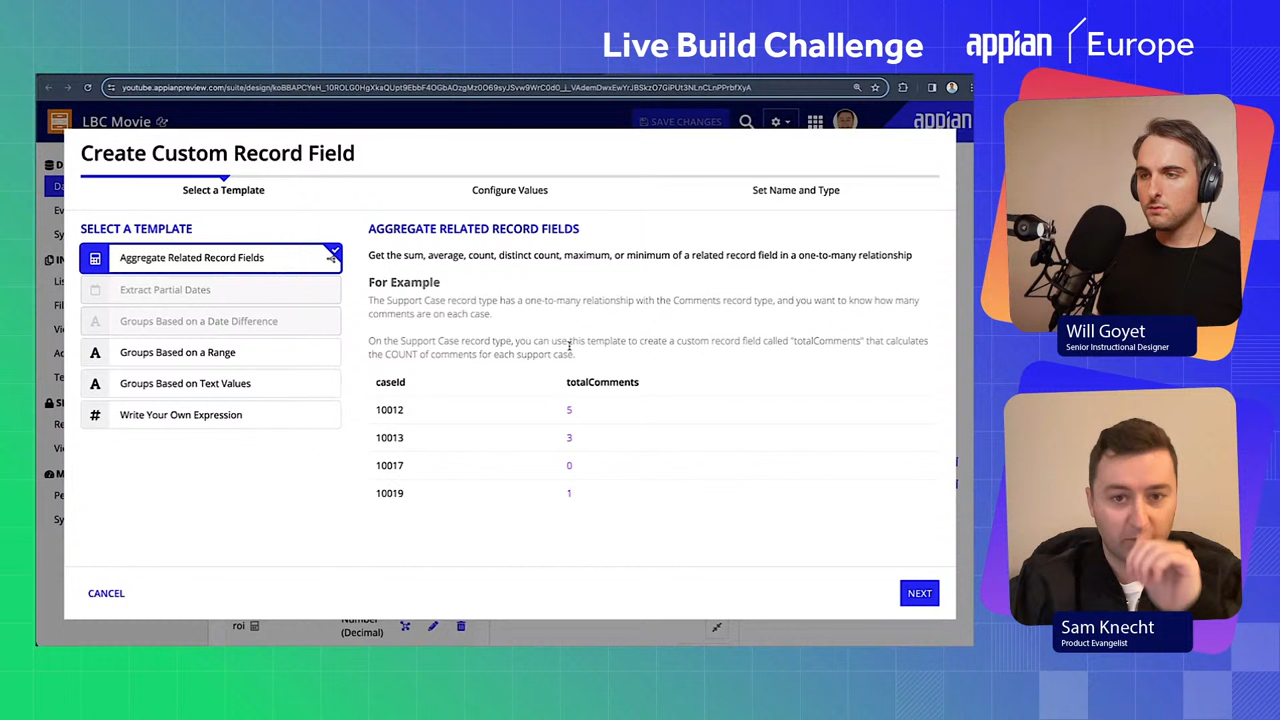 Live Build Challenge
appian
Europe
LBC Movie
SAVE CHANGES
appian
Create Custom Record Field
Select a Template
Configure Values
Set Name and Type
SELECT A TEMPLATE
Aggregate Related Record Fields
Extract Partial Dates
Groups Based on a Date Difference
Groups Based on a Range
Groups Based on Text Values
Write Your Own Expression
AGGREGATE RELATED RECORD FIELDS
Get the sum, average, count, distinct count, maximum, or minimum of a related record field in a one-to-many relationship
For Example
The Support Case record type has a one-to-many relationship with the Comments record type, and you want to know how many
comments are on each case.
On the Support Case record type, you can use this template to create a custom record field called "totalComments" that calculates
the COUNT of comments for each support case.
caseId totalComments
10012 5
10013 3
10017 0
10019 1
CANCEL
NEXT
roi
Number
(Decimal)
Will Goyet
Senior Instructional Designer
Sam Knecht
Product Evangelist